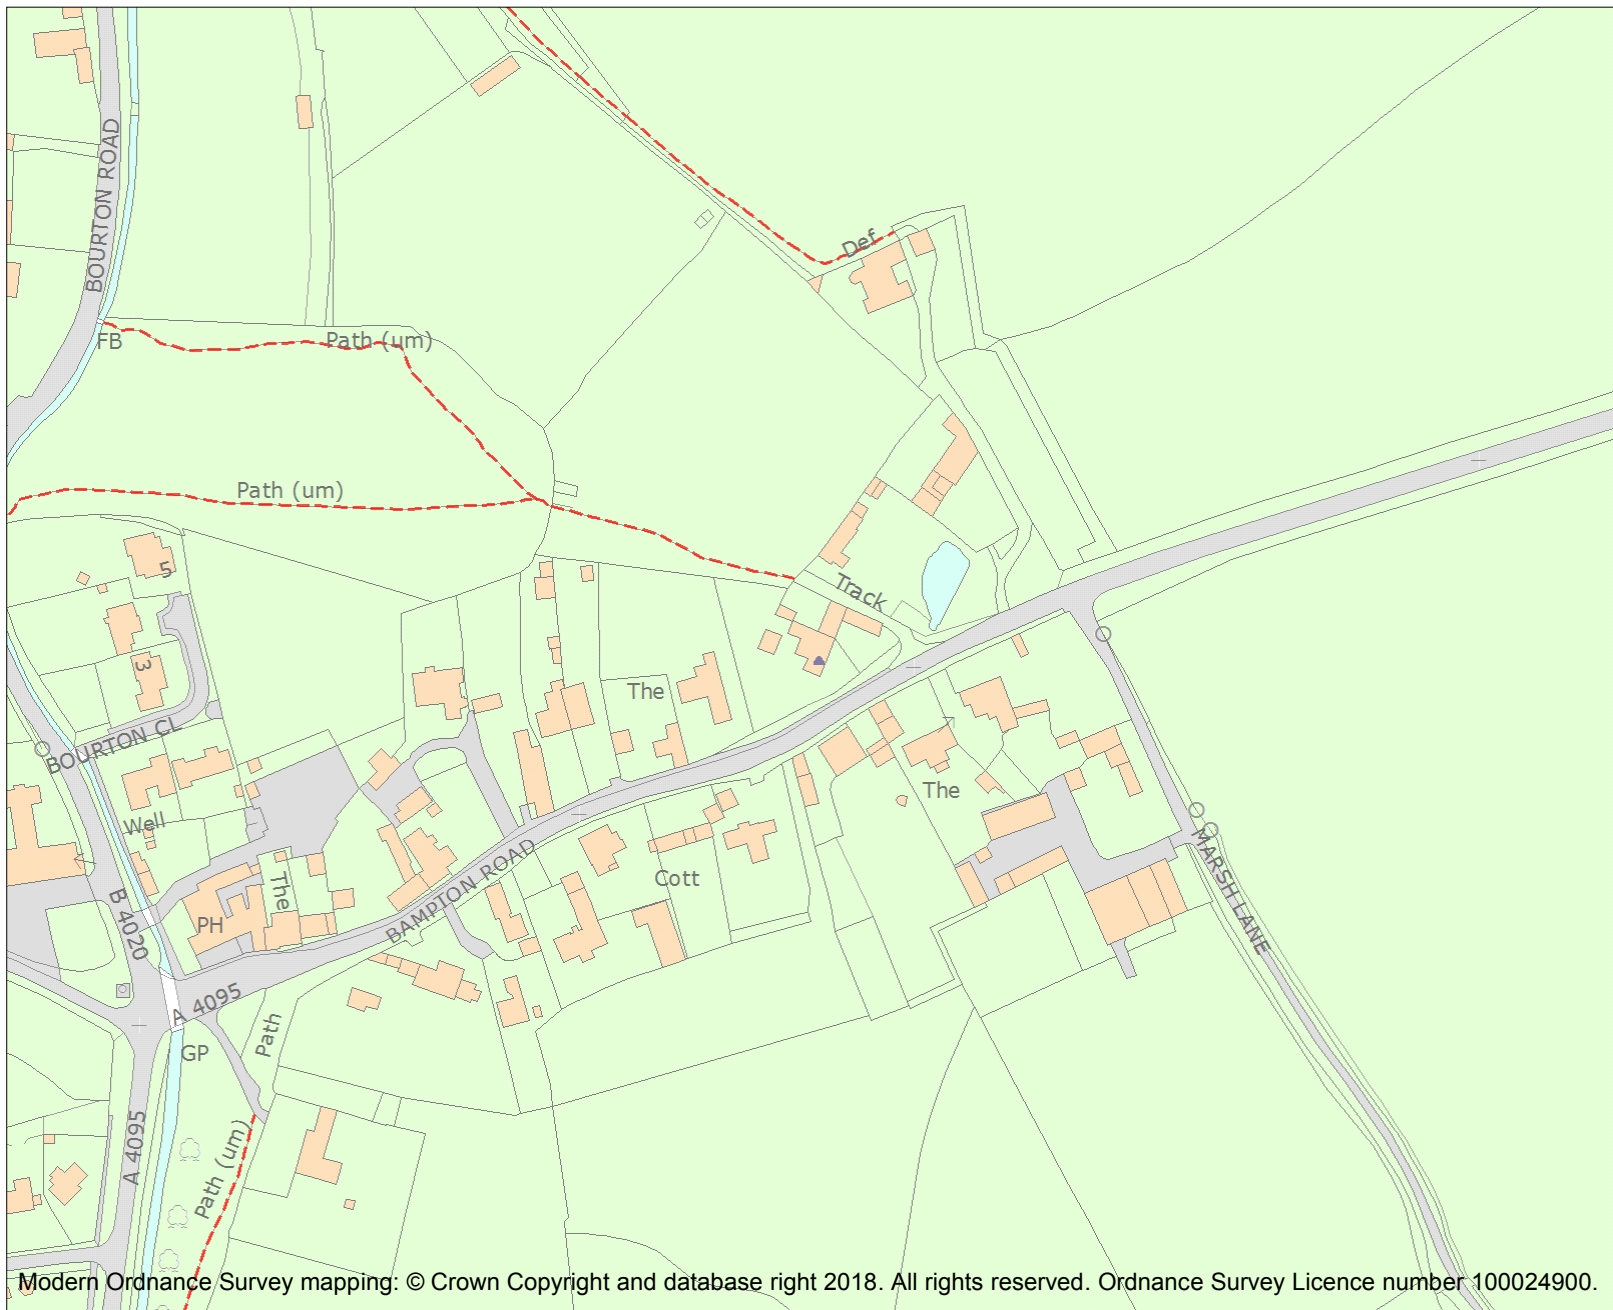 BOURTON ROAD
BOURTON ROAD
Def
FB
Path (um)
Path (um)
5
Track
3
The
BOURTON CL
The
Well
Cott
The
PH
BAMPTON ROAD
B 4020
MARSH LANE
A 4095
Path
GP
A 4095
Path (um)
Modern Ordnance Survey mapping: © Crown Copyright and database right 2018. All rights reserved. Ordnance Survey Licence number 100024900.